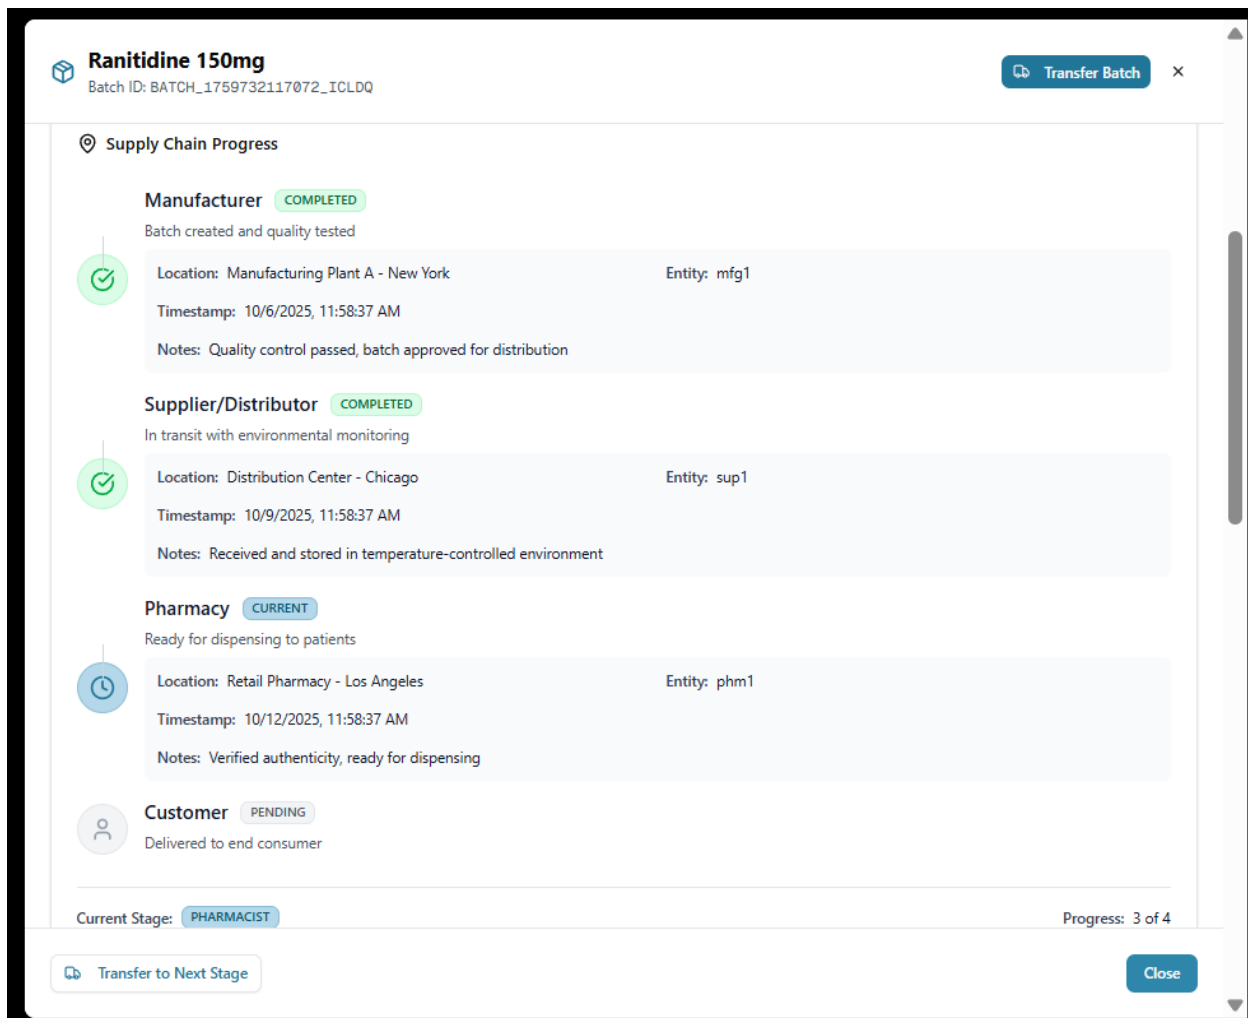 Ranitidine 150mg
Batch ID: BATCH_1759732117072_ICLDQ
Transfer Batch
Supply Chain Progress
Manufacturer COMPLETED
Batch created and quality tested
Location: Manufacturing Plant A - New York Entity: mfg1
Timestamp: 10/6/2025, 11:58:37 AM
Notes: Quality control passed, batch approved for distribution
Supplier/Distributor COMPLETED
In transit with environmental monitoring
Location: Distribution Center - Chicago Entity: sup1
Timestamp: 10/9/2025, 11:58:37 AM
Notes: Received and stored in temperature-controlled environment
Pharmacy CURRENT
Ready for dispensing to patients
Location: Retail Pharmacy - Los Angeles Entity: phm1
Timestamp: 10/12/2025, 11:58:37 AM
Notes: Verified authenticity, ready for dispensing
Customer PENDING
Delivered to end consumer
Current Stage: PHARMACIST Progress: 3 of 4
Transfer to Next Stage Close